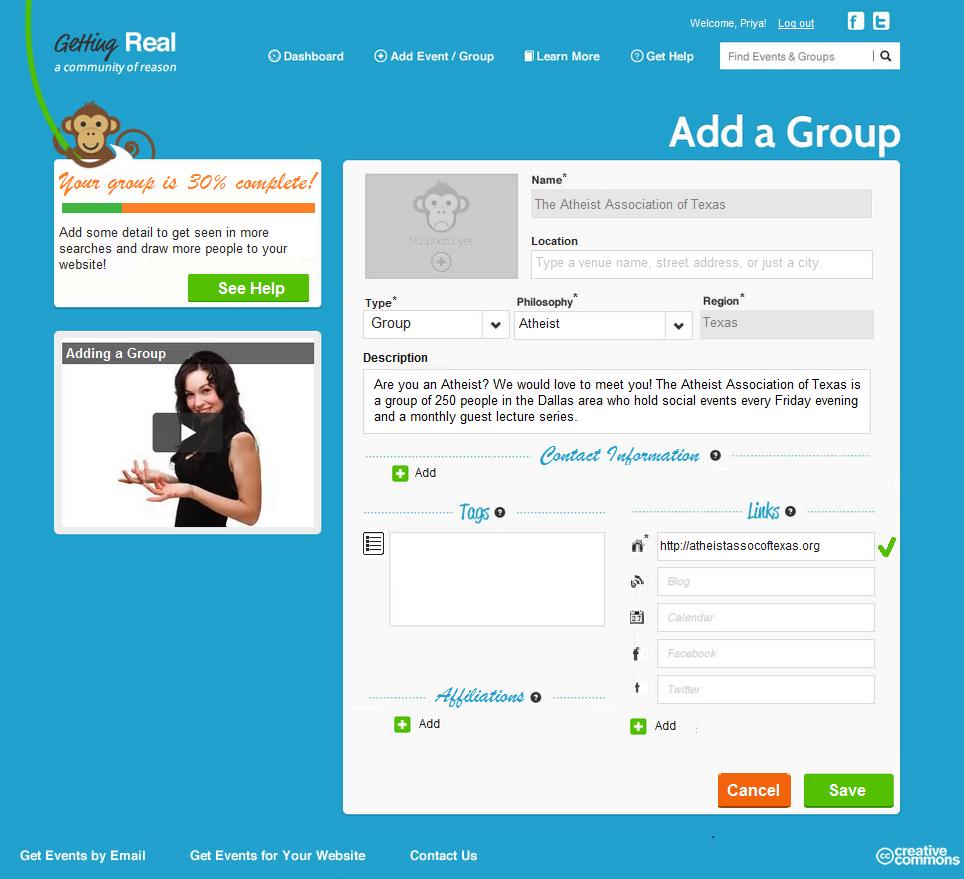 Welcome, Priya! Log out
Getting Real
a community of reason
Dashboard
Add Event / Group
Learn More
Get Help
Find Events & Groups
Add a Group
Your group is 30% complete!
Add some detail to get seen in more
searches and draw more people to your
website!
See Help
Adding a Group
No photo yet
Name*
The Atheist Association of Texas
Location
Type a venue name, street address, or just a city.
Type*
Group
Philosophy*
Atheist
Region*
Texas
Description
Are you an Atheist? We would love to meet you! The Atheist Association of Texas is
a group of 250 people in the Dallas area who hold social events every Friday evening
and a monthly guest lecture series.
Contact Information
Add
Tags
Links
*
http://atheistassocoftexas.org
Blog
Calendar
Facebook
Twitter
Add
Affiliations
Add
Cancel
Save
Get Events by Email
Get Events for Your Website
Contact Us
cc creative
commons